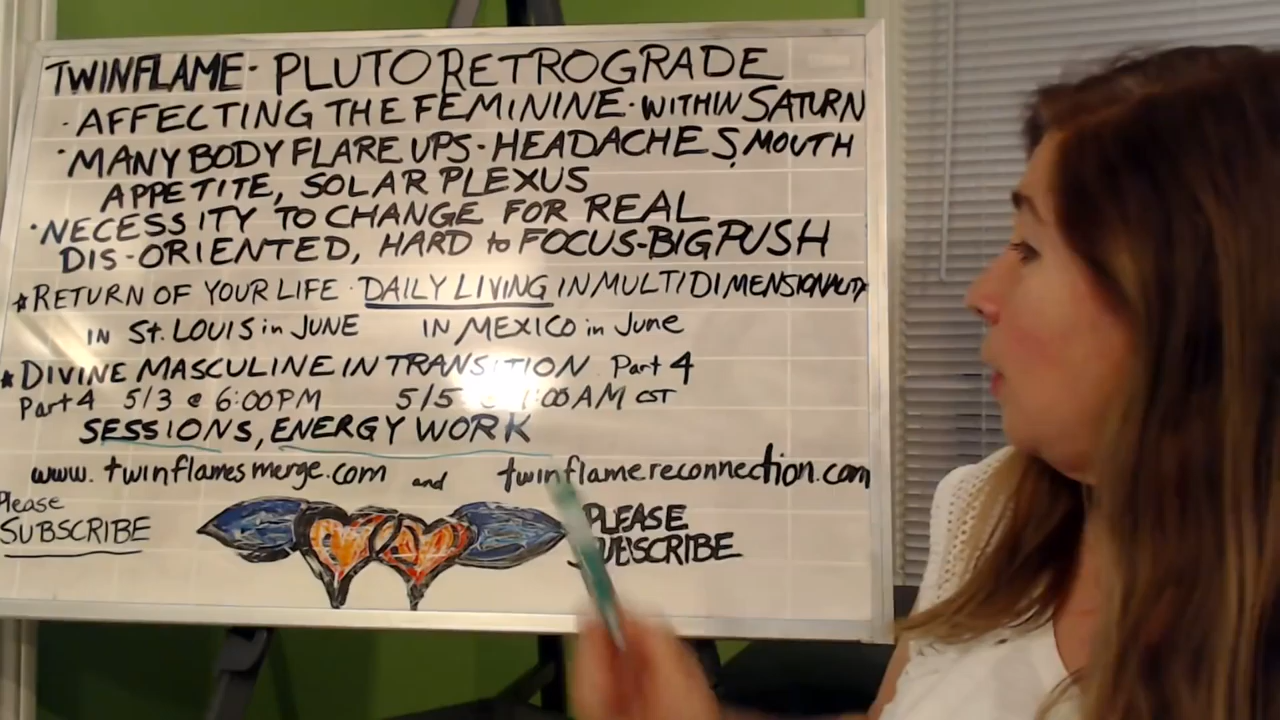 TWINFLAME- PLUTO RETROGRADE
· AFFECTING THE FEMININE · WITHIN SATURN
· MANY BODY FLARE UPS - HEADACHES, MOUTH
APPETITE, SOLAR PLEXUS
· NECESSITY TO CHANGE FOR REAL
DIS-ORIENTED, HARD to FOCUS-BIG PUSH
* RETURN OF YOUR LIFE · DAILY LIVING IN MULTIDIMENSIONALITY
IN St. LOUIS in JUNE IN MEXICO in June
* DIVINE MASCULINE IN TRANSITION Part 4
Part 4 5/3 @ 6:00PM 5/5 @ :00AM CST
SESSIONS, ENERGY WORK
www.twinflamesmerge.com and twinflamereconnection.com
Please
SUBSCRIBE
PLEASE
SUBSCRIBE